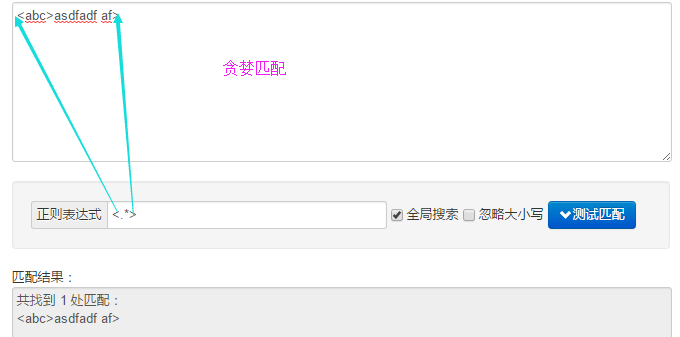 <abc>asdfadf af>
贪婪匹配
正则表达式 <.*> 全局搜索 忽略大小写 测试匹配
匹配结果：
共找到 1 处匹配：
<abc>asdfadf af>